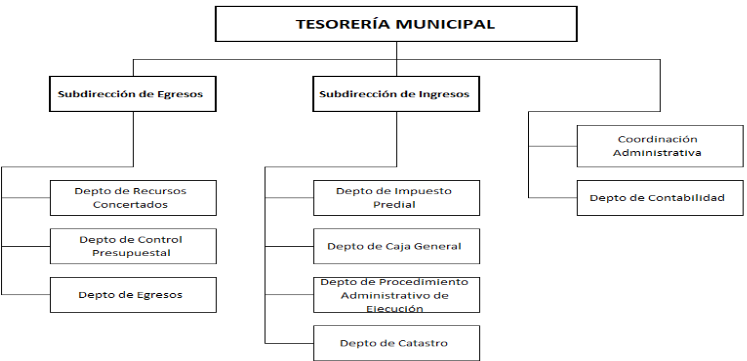 TESORERÍA MUNICIPAL
Subdirección de Egresos
Subdirección de Ingresos
Coordinación
Administrativa
Depto de Contabilidad
Depto de Recursos
Concertados
Depto de Control
Presupuestal
Depto de Egresos
Depto de Impuesto
Predial
Depto de Caja General
Depto de Procedimiento
Administrativo de
Ejecución
Depto de Catastro